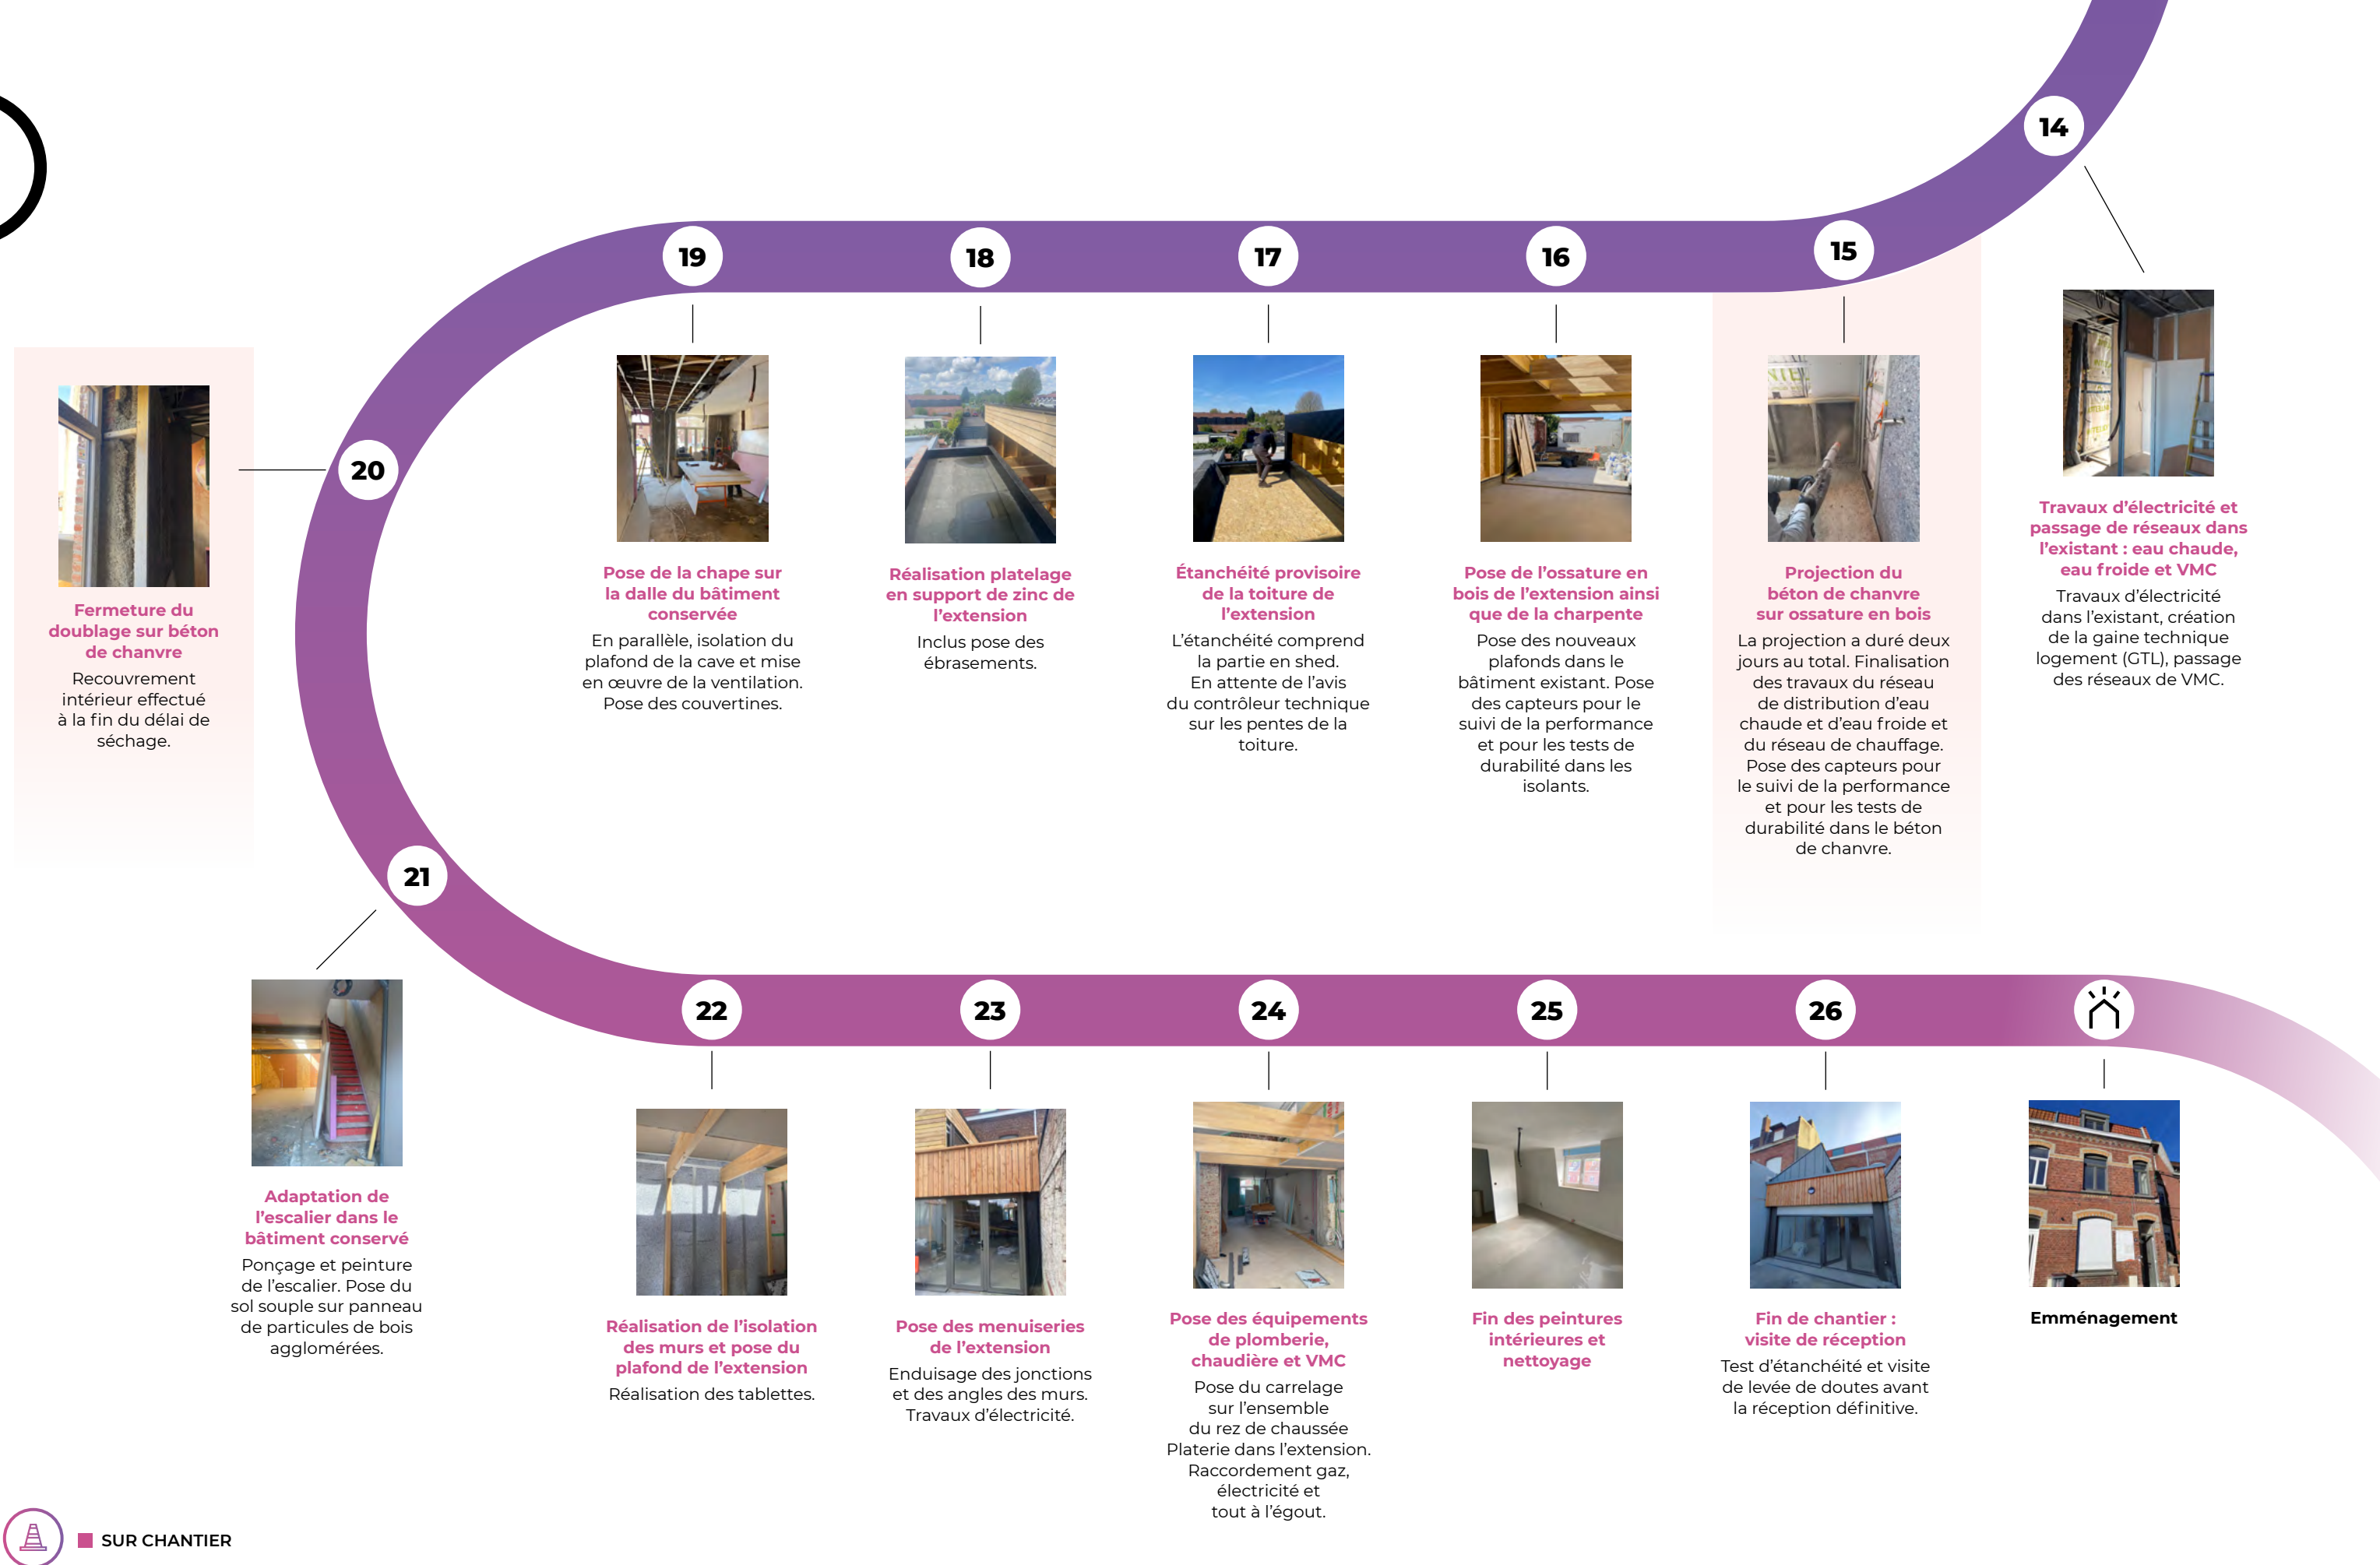 14
Travaux d’électricité et
passage de réseaux dans
l’existant : eau chaude,
eau froide et VMC
Travaux d’électricité
dans l’existant, création
de la gaine technique
logement (GTL), passage
des réseaux de VMC.
15
Projection du
béton de chanvre
sur ossature en bois
La projection a duré deux
jours au total. Finalisation
des travaux du réseau
de distribution d’eau
chaude et d’eau froide et
du réseau de chauffage.
Pose des capteurs pour
le suivi de la performance
et pour les tests de
durabilité dans le béton
de chanvre.
16
Pose de l’ossature en
bois de l’extension ainsi
que de la charpente
Pose des nouveaux
plafonds dans le
bâtiment existant. Pose
des capteurs pour le
suivi de la performance
et pour les tests de
durabilité dans les
isolants.
17
Étanchéité provisoire
de la toiture de
l’extension
L’étanchéité comprend
la partie en shed.
En attente de l’avis
du contrôleur technique
sur les pentes de la
toiture.
18
Réalisation platelage
en support de zinc de
l’extension
Inclus pose des
ébrasements.
19
Pose de la chape sur
la dalle du bâtiment
conservée
En parallèle, isolation du
plafond de la cave et mise
en œuvre de la ventilation.
Pose des couvertines.
20
Fermeture du
doublage sur béton
de chanvre
Recouvrement
intérieur effectué
à la fin du délai de
séchage.
21
Adaptation de
l’escalier dans le
bâtiment conservé
Ponçage et peinture
de l’escalier. Pose du
sol souple sur panneau
de particules de bois
agglomérées.
22
Réalisation de l’isolation
des murs et pose du
plafond de l’extension
Réalisation des tablettes.
23
Pose des menuiseries
de l’extension
Enduisage des jonctions
et des angles des murs.
Travaux d’électricité.
24
Pose des équipements
de plomberie,
chaudière et VMC
Pose du carrelage
sur l’ensemble
du rez de chaussée
Platerie dans l’extension.
Raccordement gaz,
électricité et
tout à l’égout.
25
Fin des peintures
intérieures et
nettoyage
26
Fin de chantier :
visite de réception
Test d’étanchéité et visite
de levée de doutes avant
la réception définitive.
Emménagement
SUR CHANTIER